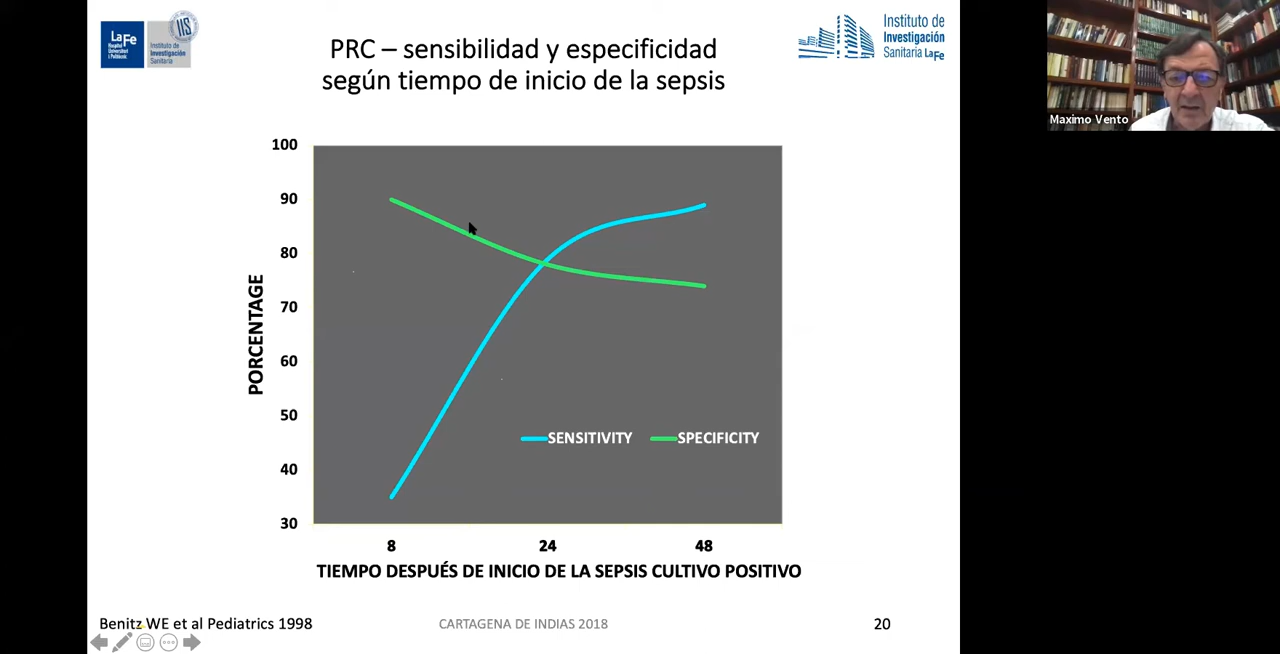 La Fe
Hospital
Universitari
i Politècnic
IIS
Instituto de
Investigación
Sanitaria
PRC – sensibilidad y especificidad
según tiempo de inicio de la sepsis
Instituto de
Investigación
Sanitaria La Fe
Maximo Vento
100
90
80
70
60
50
40
30
PORCENTAGE
SENSITIVITY SPECIFICITY
8 24 48
TIEMPO DESPUÉS DE INICIO DE LA SEPSIS CULTIVO POSITIVO
Benitz WE et al Pediatrics 1998 CARTAGENA DE INDIAS 2018 20